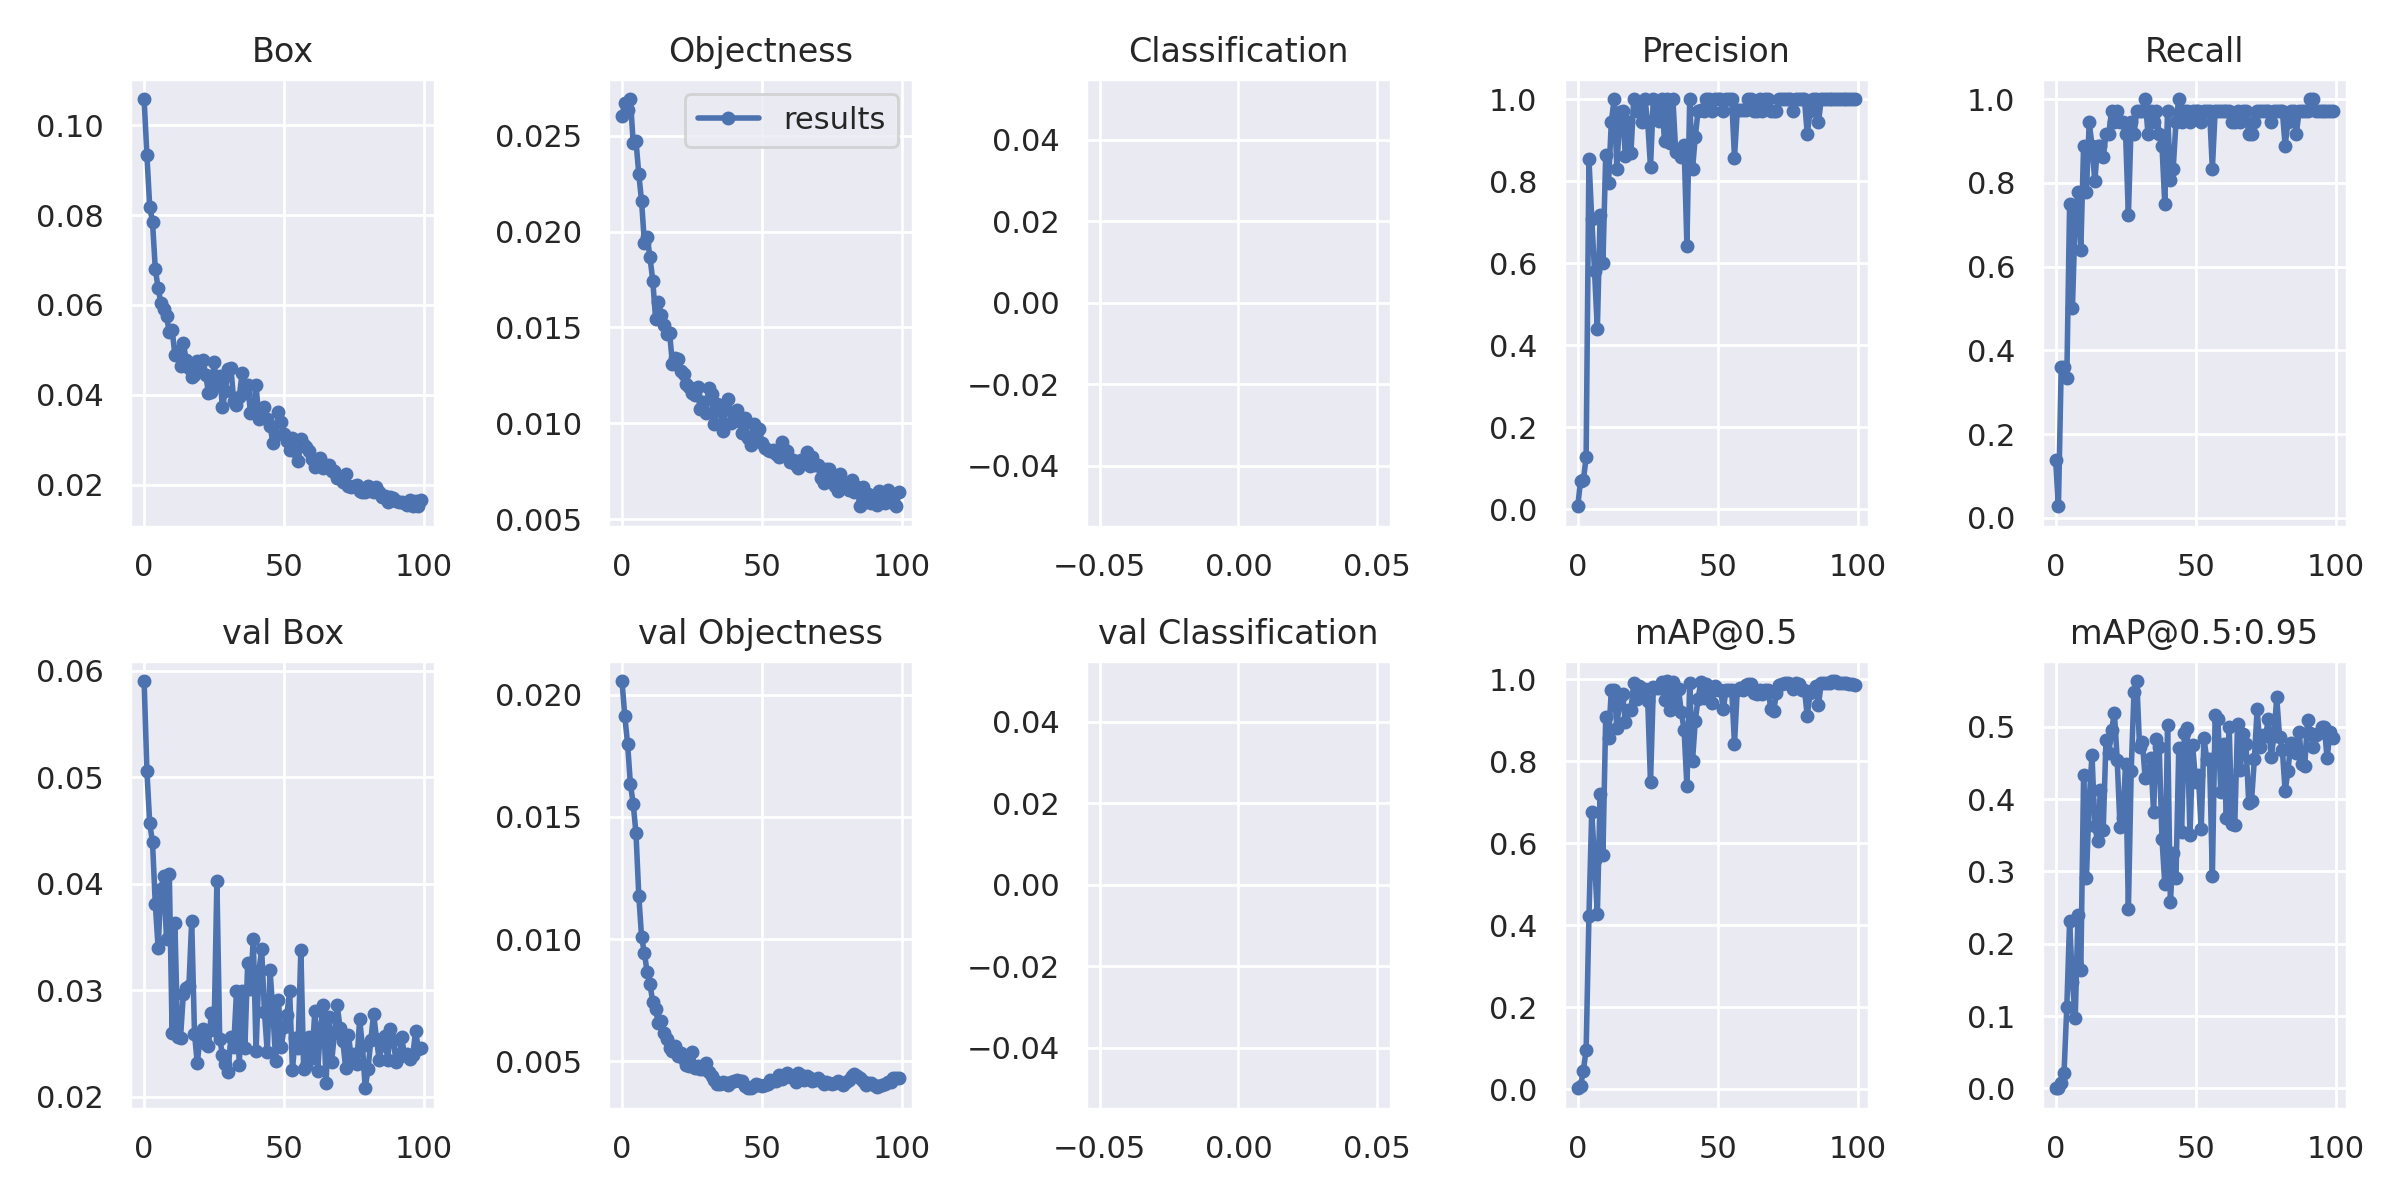 Box
Objectness
Classification
Precision
Recall
results
0.10
0.08
0.06
0.04
0.02
0 50 100
0.025
0.020
0.015
0.010
0.005
0 50 100
0.04
0.02
0.00
−0.02
−0.04
−0.05 0.00 0.05
1.0
0.8
0.6
0.4
0.2
0.0
0 50 100
1.0
0.8
0.6
0.4
0.2
0.0
0 50 100
val Box
val Objectness
val Classification
mAP@0.5
mAP@0.5:0.95
0.06
0.05
0.04
0.03
0.02
0 50 100
0.020
0.015
0.010
0.005
0 50 100
0.04
0.02
0.00
−0.02
−0.04
−0.05 0.00 0.05
1.0
0.8
0.6
0.4
0.2
0.0
0 50 100
0.5
0.4
0.3
0.2
0.1
0.0
0 50 100